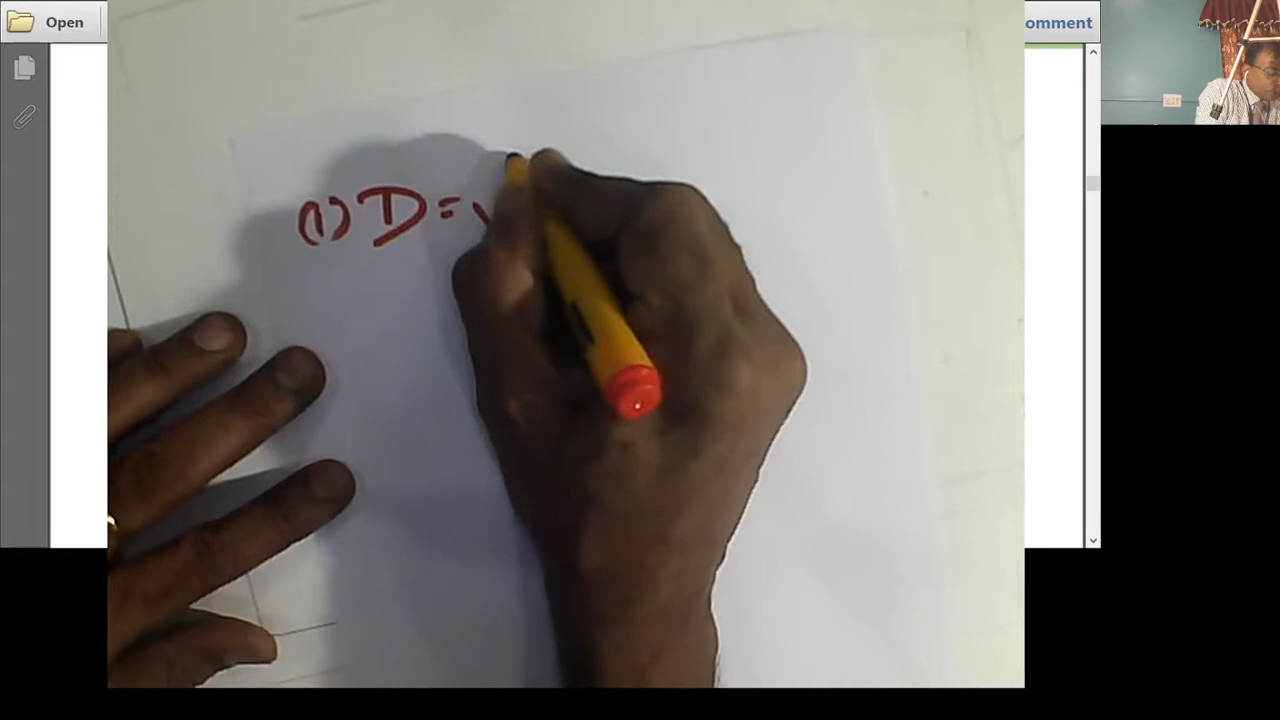 Open
omment
(1) D =